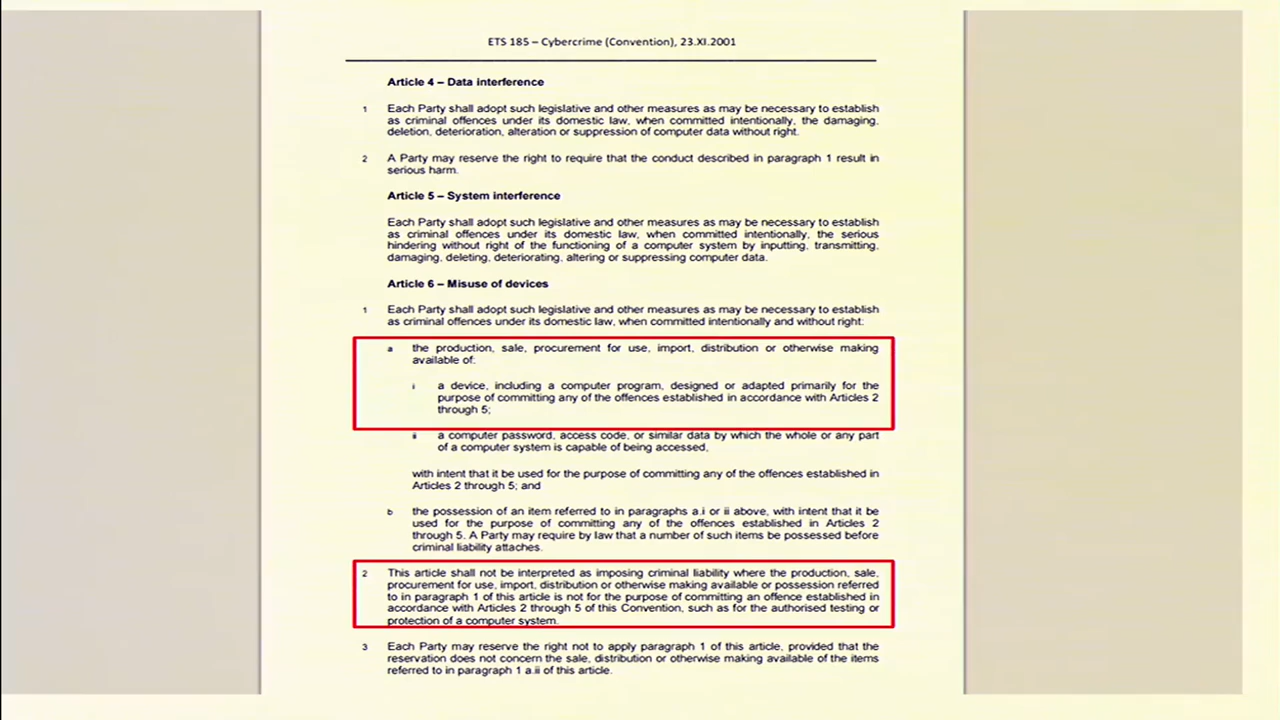 ETS 185 – Cybercrime (Convention), 23.XI.2001
Article 4 – Data interference
1 Each Party shall adopt such legislative and other measures as may be necessary to establish
as criminal offences under its domestic law, when committed intentionally, the damaging,
deletion, deterioration, alteration or suppression of computer data without right.
2 A Party may reserve the right to require that the conduct described in paragraph 1 result in
serious harm.
Article 5 – System interference
Each Party shall adopt such legislative and other measures as may be necessary to establish
as criminal offences under its domestic law, when committed intentionally, the serious
hindering without right of the functioning of a computer system by inputting, transmitting,
damaging, deleting, deteriorating, altering or suppressing computer data.
Article 6 – Misuse of devices
1 Each Party shall adopt such legislative and other measures as may be necessary to establish
as criminal offences under its domestic law, when committed intentionally and without right:
a the production, sale, procurement for use, import, distribution or otherwise making
available of:
i a device, including a computer program, designed or adapted primarily for the
purpose of committing any of the offences established in accordance with Articles 2
through 5;
ii a computer password, access code, or similar data by which the whole or any part
of a computer system is capable of being accessed,
with intent that it be used for the purpose of committing any of the offences established in
Articles 2 through 5; and
b the possession of an item referred to in paragraphs a.i or ii above, with intent that it be
used for the purpose of committing any of the offences established in Articles 2
through 5. A Party may require by law that a number of such items be possessed before
criminal liability attaches.
2 This article shall not be interpreted as imposing criminal liability where the production, sale,
procurement for use, import, distribution or otherwise making available or possession referred
to in paragraph 1 of this article is not for the purpose of committing an offence established in
accordance with Articles 2 through 5 of this Convention, such as for the authorised testing or
protection of a computer system.
3 Each Party may reserve the right not to apply paragraph 1 of this article, provided that the
reservation does not concern the sale, distribution or otherwise making available of the items
referred to in paragraph 1 a.ii of this article.